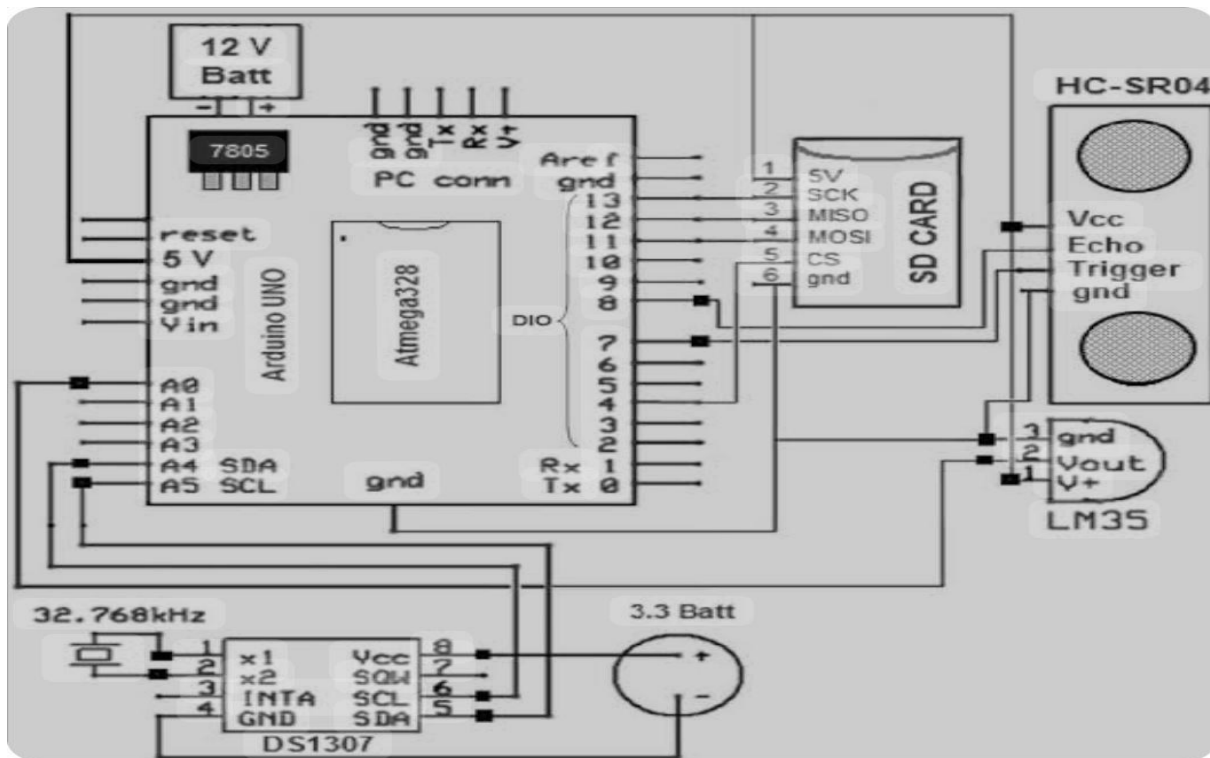 12 V
Batt
- +
7805
gnd
gnd
Tx
Rx
V+
PC conn
reset
5 V
gnd
gnd
Vin
Arduino UNO
Atmega328
DIO
A0
A1
A2
A3
A4 SDA
A5 SCL
gnd
Aref
gnd
13
12
11
10
9
8
7
6
5
4
3
2
Rx 1
Tx 0
1 5V
2 SCK
3 MISO
4 MOSI
5 CS
6 gnd
SD CARD
HC-SR04
Vcc
Echo
Trigger
gnd
3 gnd
2 Vout
1 V+
LM35
32.768kHz
1 x1
2 x2
3 INTA
4 GND
Vcc 8
SQW 7
SCL 6
SDA 5
DS1307
3.3 Batt
+
-